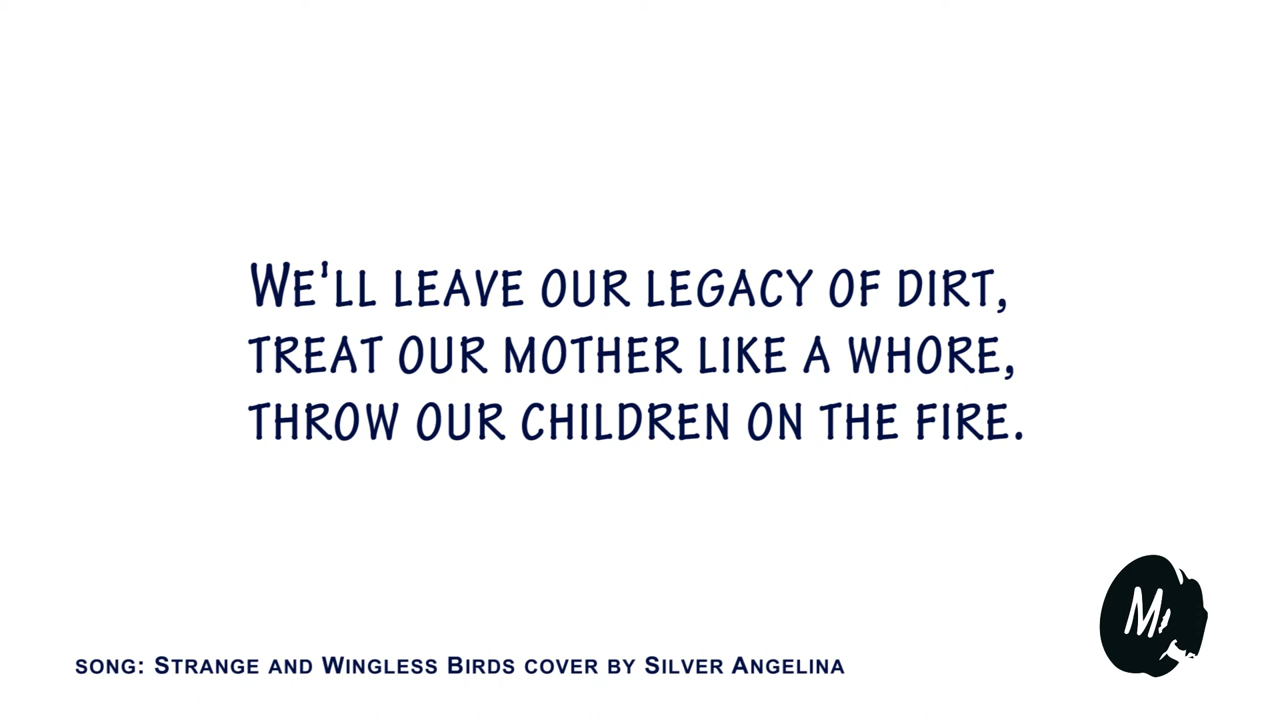 We'll leave our legacy of dirt,
treat our mother like a whore,
throw our children on the fire.
M
song: Strange and Wingless Birds cover by Silver Angelina